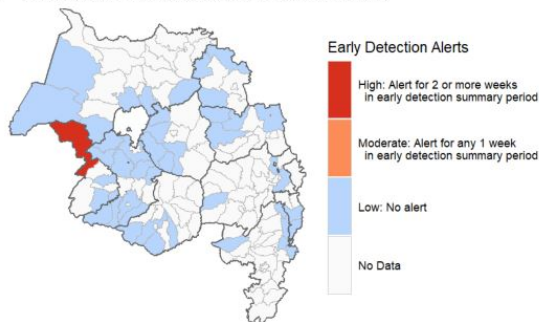 Early Detection Alerts
High: Alert for 2 or more weeks
in early detection summary period
Moderate: Alert for any 1 week
in early detection summary period
Low: No alert
No Data